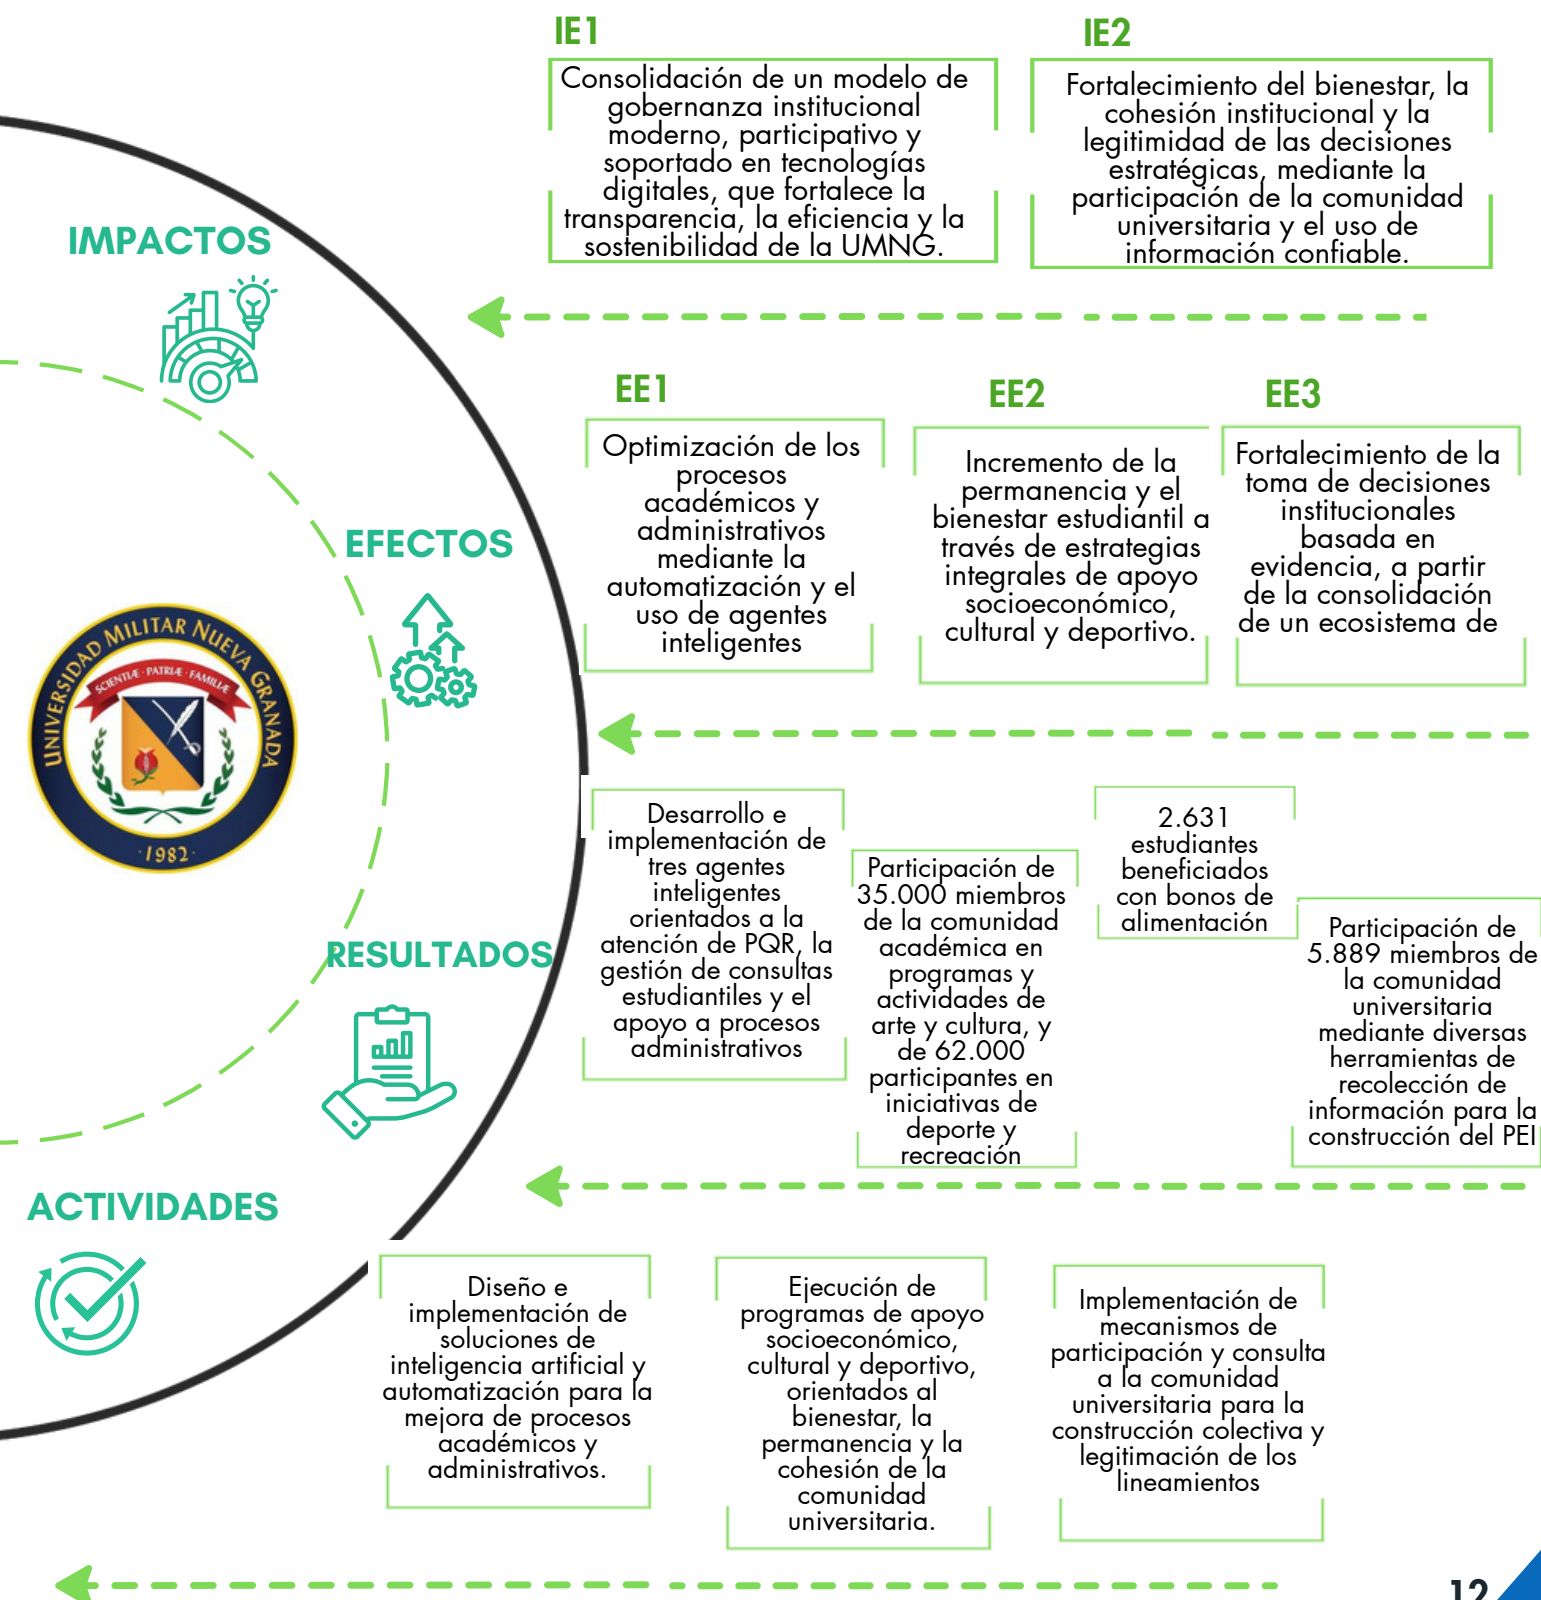 IE1
Consolidación de un modelo de
gobernanza institucional
moderno, participativo y
soportado en tecnologías
digitales, que fortalece la
transparencia, la eficiencia y la
sostenibilidad de la UMNG.
IE2
Fortalecimiento del bienestar, la
cohesión institucional y la
legitimidad de las decisiones
estratégicas, mediante la
participación de la comunidad
universitaria y el uso de
información confiable.
IMPACTOS
EE1
Optimización de los
procesos
académicos y
administrativos
mediante la
automatización y el
uso de agentes
inteligentes
EE2
Incremento de la
permanencia y el
bienestar estudiantil a
través de estrategias
integrales de apoyo
socioeconómico,
cultural y deportivo.
EE3
Fortalecimiento de la
toma de decisiones
institucionales
basada en
evidencia, a partir
de la consolidación
de un ecosistema de
EFECTOS
UNIVERSIDAD MILITAR NUEVA GRANADA
SCIENTIÆ · PATRIÆ · FAMILIÆ
·1982·
Desarrollo e
implementación de
tres agentes
inteligentes
orientados a la
atención de PQR, la
gestión de consultas
estudiantiles y el
apoyo a procesos
administrativos
Participación de
35.000 miembros
de la comunidad
académica en
programas y
actividades de
arte y cultura, y
de 62.000
participantes en
iniciativas de
deporte y
recreación
2.631
estudiantes
beneficiados
con bonos de
alimentación
Participación de
5.889 miembros de
la comunidad
universitaria
mediante diversas
herramientas de
recolección de
información para la
construcción del PEI
RESULTADOS
ACTIVIDADES
Diseño e
implementación de
soluciones de
inteligencia artificial y
automatización para la
mejora de procesos
académicos y
administrativos.
Ejecución de
programas de apoyo
socioeconómico,
cultural y deportivo,
orientados al
bienestar, la
permanencia y la
cohesión de la
comunidad
universitaria.
Implementación de
mecanismos de
participación y consulta
a la comunidad
universitaria para la
construcción colectiva y
legitimación de los
lineamientos
12